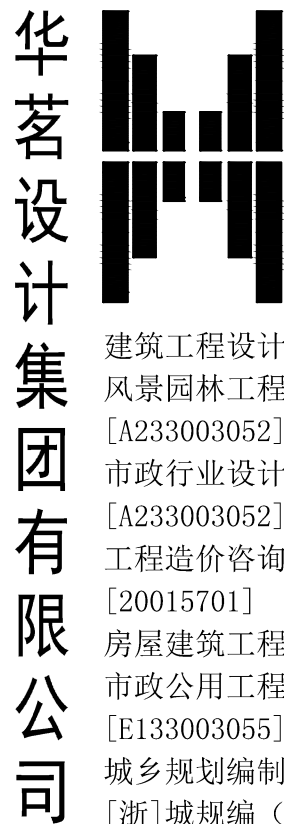 华茗设计集团有限公司
建筑工程设计
风景园林工程
[A233003052]
市政行业设计
[A233003052]
工程造价咨询
[20015701]
房屋建筑工程
市政公用工程
[E133003055]
城乡规划编制
[浙]城规编（